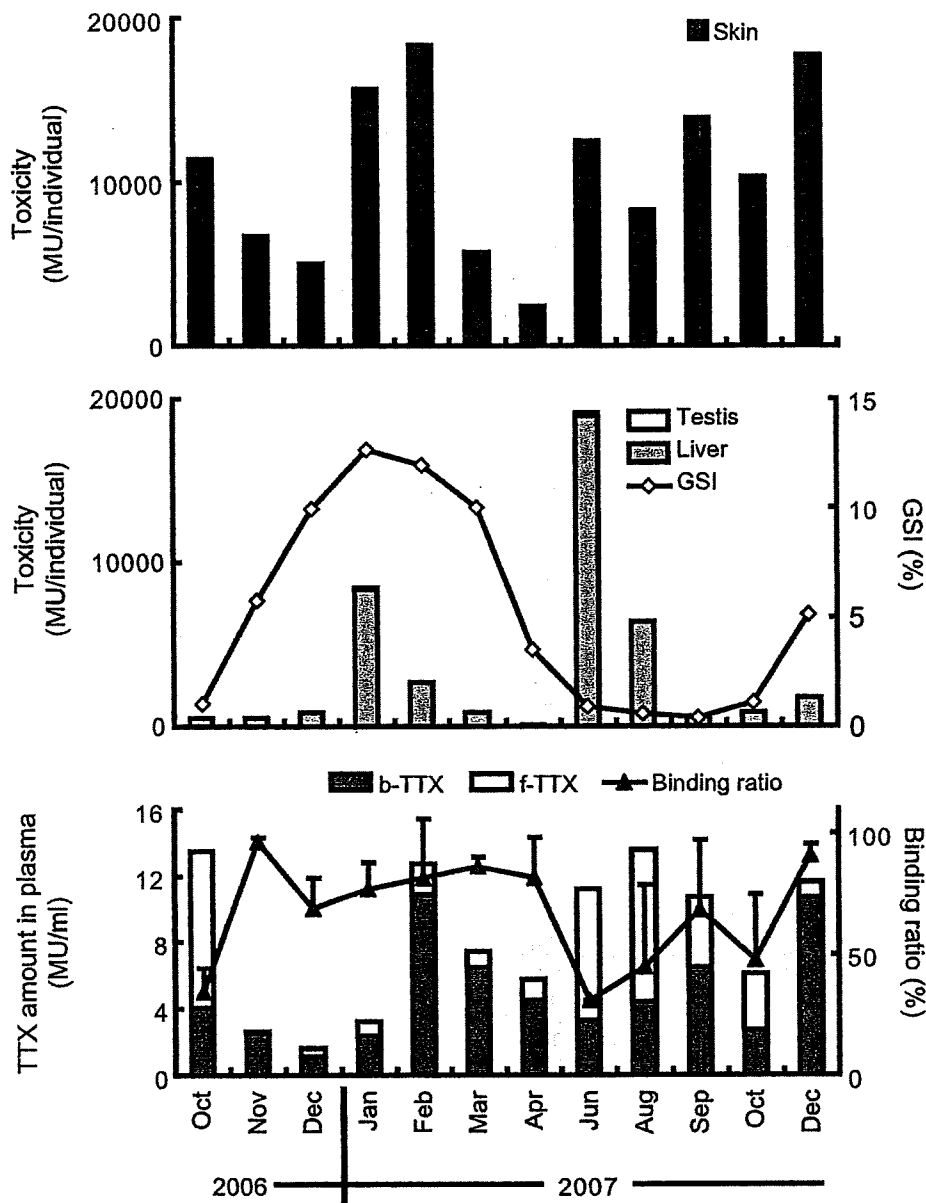 20000
10000
0
Toxicity
(MU/individual)
Skin
20000
10000
0
Toxicity
(MU/individual)
Testis
Liver
GSI
15
10
5
0
GSI (%)
b-TTX f-TTX Binding ratio
16
12
8
4
0
TTX amount in plasma
(MU/ml)
100
50
0
Binding ratio
(%)
Oct Nov Dec Jan Feb Mar Apr Jun Aug Sep Oct Dec
2006 2007